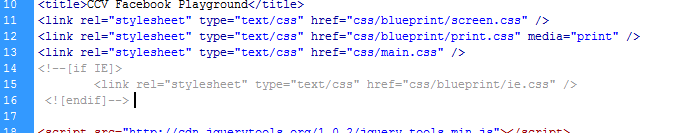 10 <title>CCV Facebook Playground</title>
11 <link rel="stylesheet" type="text/css" href="css/blueprint/screen.css" />
12 <link rel="stylesheet" type="text/css" href="css/blueprint/print.css" media="print" />
13 <link rel="stylesheet" type="text/css" href="css/main.css" />
14 <!--[if IE]>
15 <link rel="stylesheet" type="text/css" href="css/blueprint/ie.css" />
16 <![endif]-->
17
18 <script src="http://cdn.jquerytools.org/1.0.2/jquery.tools.min.js"></script>